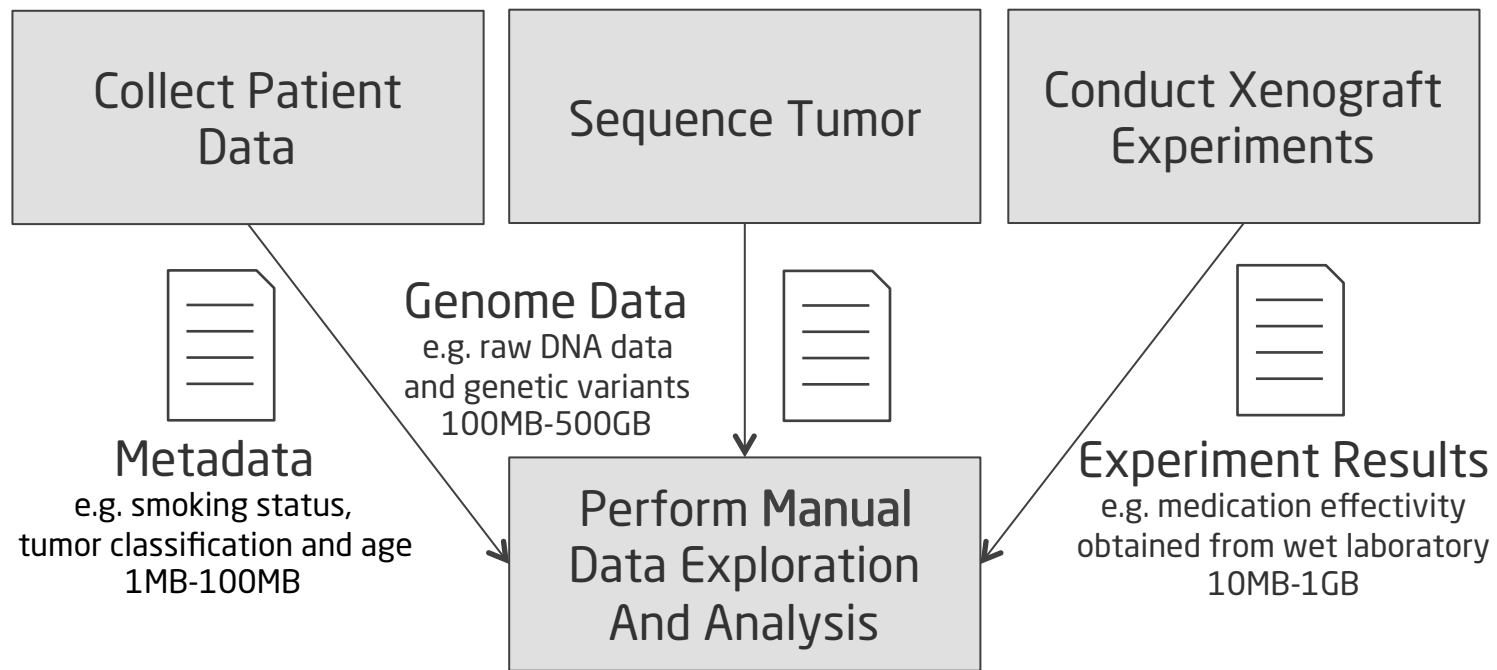 Collect Patient
Data
Sequence Tumor
Conduct Xenograft
Experiments
Genome Data
e.g. raw DNA data
and genetic variants
100MB-500GB
Metadata
e.g. smoking status,
tumor classification and age
1MB-100MB
Experiment Results
e.g. medication effectivity
obtained from wet laboratory
10MB-1GB
Perform Manual
Data Exploration
And Analysis